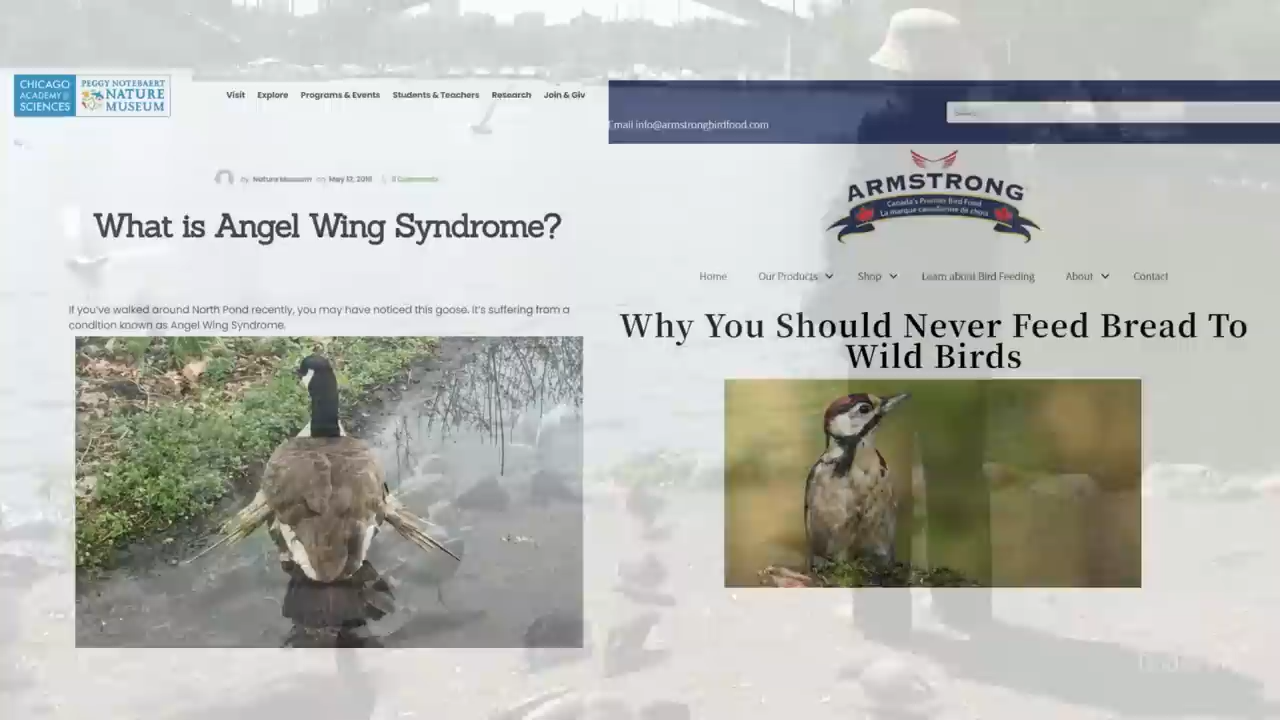 CHICAGO
ACADEMY OF
SCIENCES
PEGGY NOTEBAERT
NATURE
MUSEUM
Visit Explore Programs & Events Students & Teachers Research Join & Giv
by Nature Museum on May 12, 2016 | 0 Comments
What is Angel Wing Syndrome?
If you've walked around North Pond recently, you may have noticed this goose. It's suffering from a
condition known as Angel Wing Syndrome.
Email info@armstrongbirdfood.com
ARMSTRONG
Canada's Premier Bird Food
La marque canadienne de choix
Home Our Products Shop Learn about Bird Feeding About Contact
Why You Should Never Feed Bread To
Wild Birds